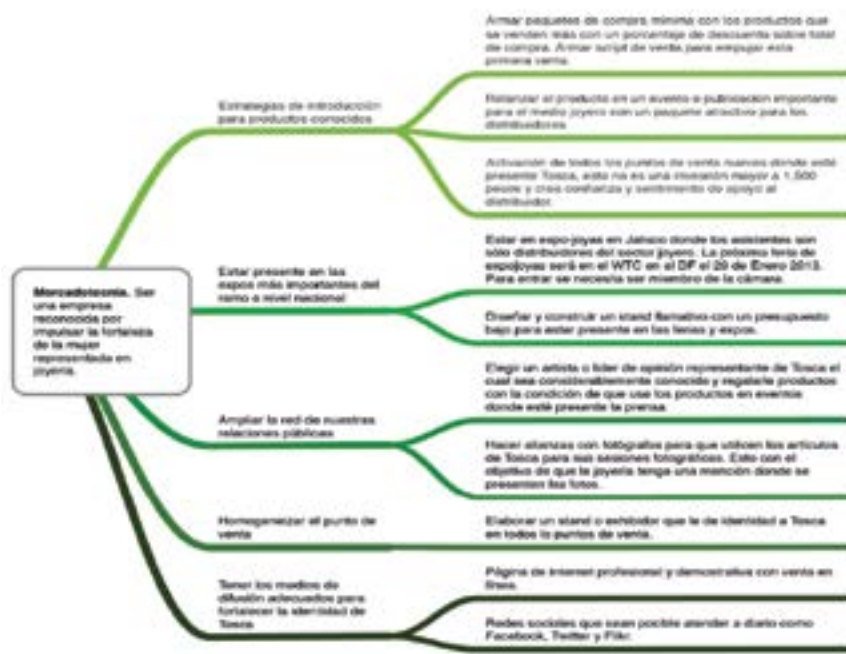 Mercadotecnia. Ser
una empresa
reconocida por
impulsar la fortaleza
de la mujer
representada en
joyería.
Estrategias de introducción
para productos conocidos
Armar paquetes de compra mínima con los productos que
se venden más con un porcentaje de descuento sobre total
de compra. Armar script de venta para empujar esta
primera venta.
Relanzar el producto en un evento o publicación importante
para el medio joyero con un paquete atractivo para los
distribuidores
Activación de todos los puntos de venta nuevos donde esté
presente Tosca, esto no es una inversión mayor a 1,500
pesos y crea confianza y sentimiento de apoyo al
distribuidor.
Estar presente en las
expos más importantes del
ramo a nivel nacional
Estar en expo-joyas en Jalisco donde los asistentes son
sólo distribuidores del sector joyero. La próxima feria de
expojoyas será en el WTC en el DF el de Enero
Para entrar se necesita ser miembro de la cámara.
Diseñar y construir un stand llamativo con un presupuesto
bajo para estar presente en las ferias y expos.
Ampliar la red de nuestras
relaciones públicas
Elegir un artista o líder de opinión representante de Tosca el
cual sea considerablemente conocido y regalarle productos
con la condición de que use los productos en eventos
donde esté presente la prensa.
Hacer alianzas con fotógrafos para que utilicen los artículos
de Tosca para sus sesiones fotográficas. Esto con el
objetivo de que la joyería tenga una mención donde se
presenten las fotos.
Homogeneizar el punto de
venta
Elaborar un stand o exhibidor que le de identidad a Tosca
en todos lo puntos de venta.
Tener los medios de
difusión adecuados para
fortalecer la identidad de
Tosca
Página de internet profesional y demostrativa con venta en
línea.
Redes sociales que sean posible atender a diario como
Facebook, Twitter y Flikr.